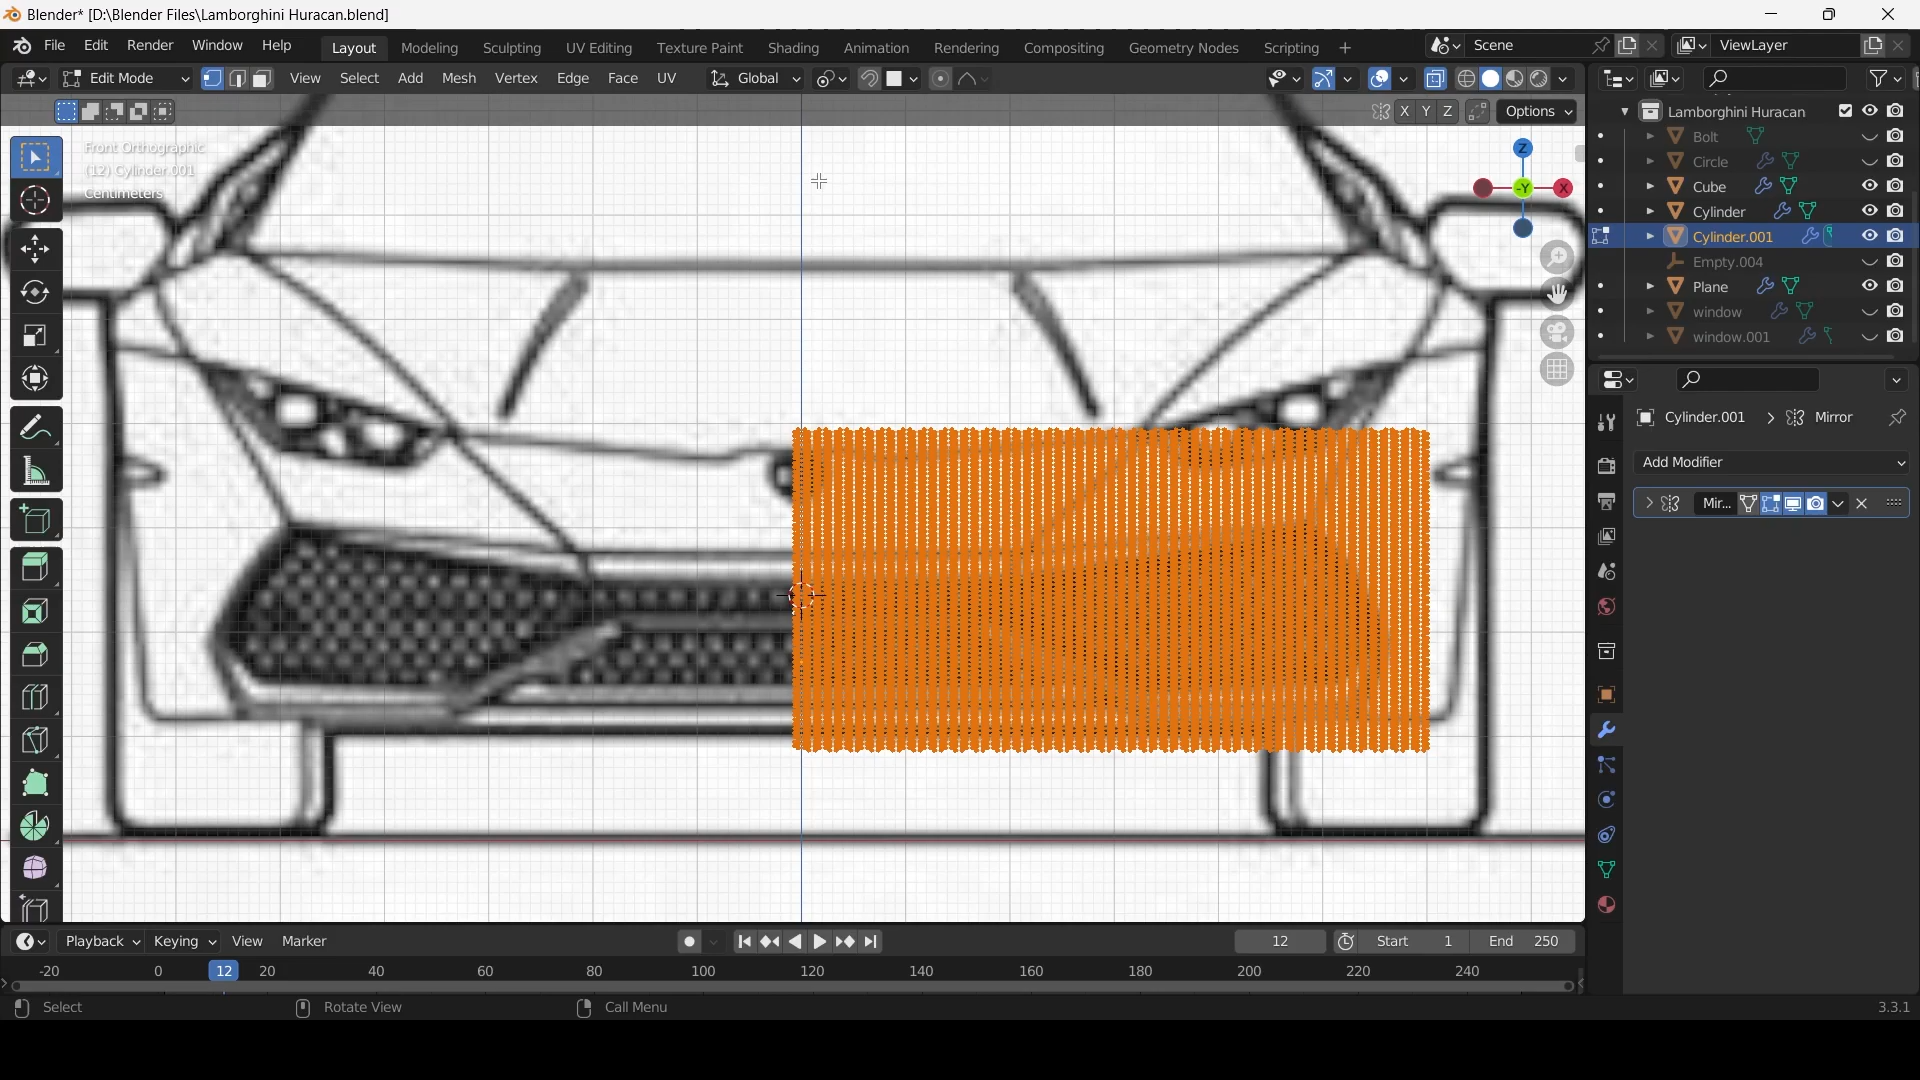 Blender* [D:\Blender Files\Lamborghini Huracan.blend]
File Edit Render Window Help Layout Modeling Sculpting UV Editing Texture Paint Shading Animation Rendering Compositing Geometry Nodes Scripting + Scene ViewLayer
Edit Mode View Select Add Mesh Vertex Edge Face UV Global
X Y Z Options
Front Orthographic
(12) Cylinder.001
Centimeters
Z
-Y X
Lamborghini Huracan
Bolt
Circle
Cube
Cylinder
Cylinder.001
Empty.004
Plane
window
window.001
Cylinder.001 > Mirror
Add Modifier
Mir...
Playback Keying View Marker 12 Start 1 End 250
-20 0 12 20 40 60 80 100 120 140 160 180 200 220 240
Select Rotate View Call Menu 3.3.1